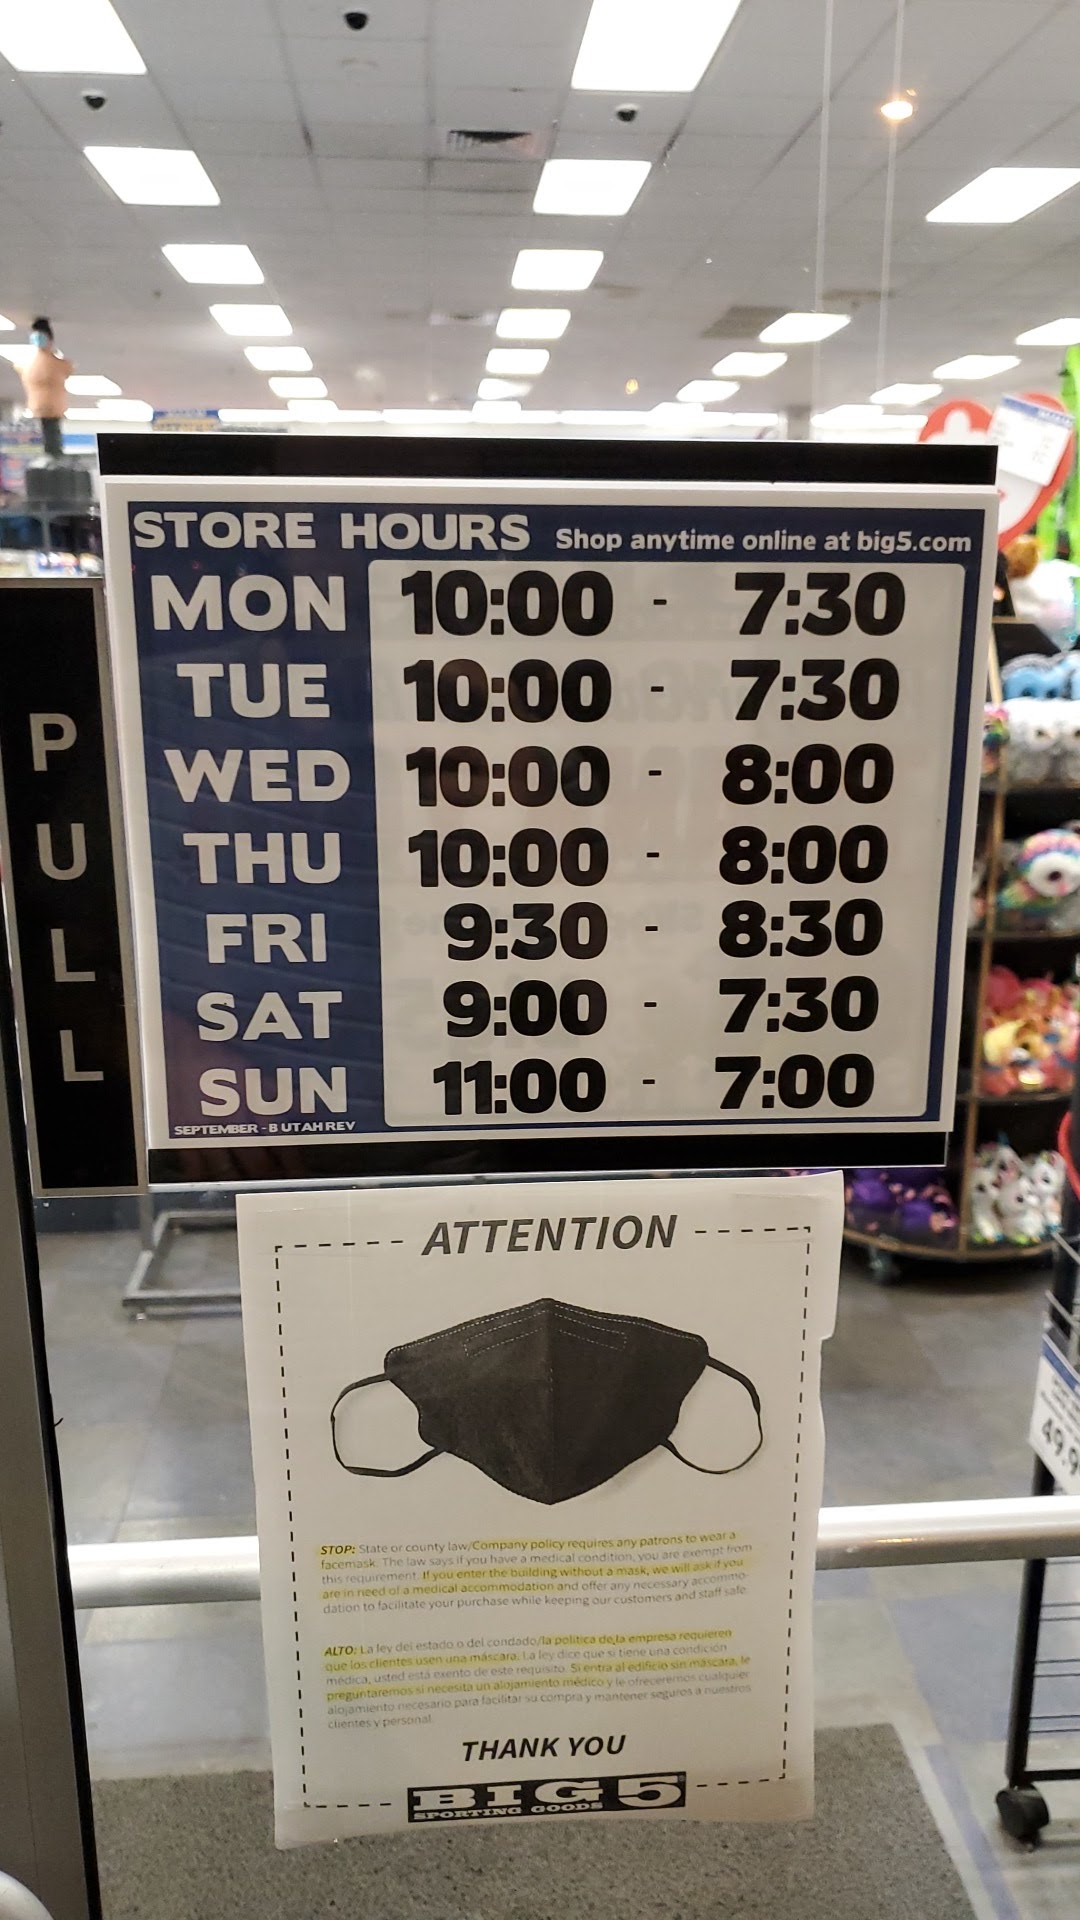 STORE HOURS Shop anytime online at big5.com
MON 10:00 - 7:30
TUE 10:00 - 7:30
WED 10:00 - 8:00
THU 10:00 - 8:00
FRI 9:30 - 8:30
SAT 9:00 - 7:30
SUN 11:00 - 7:00
SEPTEMBER - B UTAH REV
PULL
ATTENTION
STOP: State or county law/Company policy requires any patrons to wear a
facemask. The law says if you have a medical condition, you are exempt from
this requirement. If you enter the building without a mask, we will ask if you
are in need of a medical accommodation and offer any necessary accommo-
dation to facilitate your purchase while keeping our customers and staff safe.
ALTO: La ley del estado o del condado/la política de la empresa requieren
que los clientes usen una máscara. La ley dice que si tiene una condición
médica, usted está exento de este requisito. Si entra al edificio sin máscara, le
preguntaremos si necesita un alojamiento médico y le ofreceremos cualquier
alojamiento necesario para facilitar su compra y mantener seguros a nuestros
clientes y personal.
THANK YOU
BIG 5
SPORTING GOODS
49.9